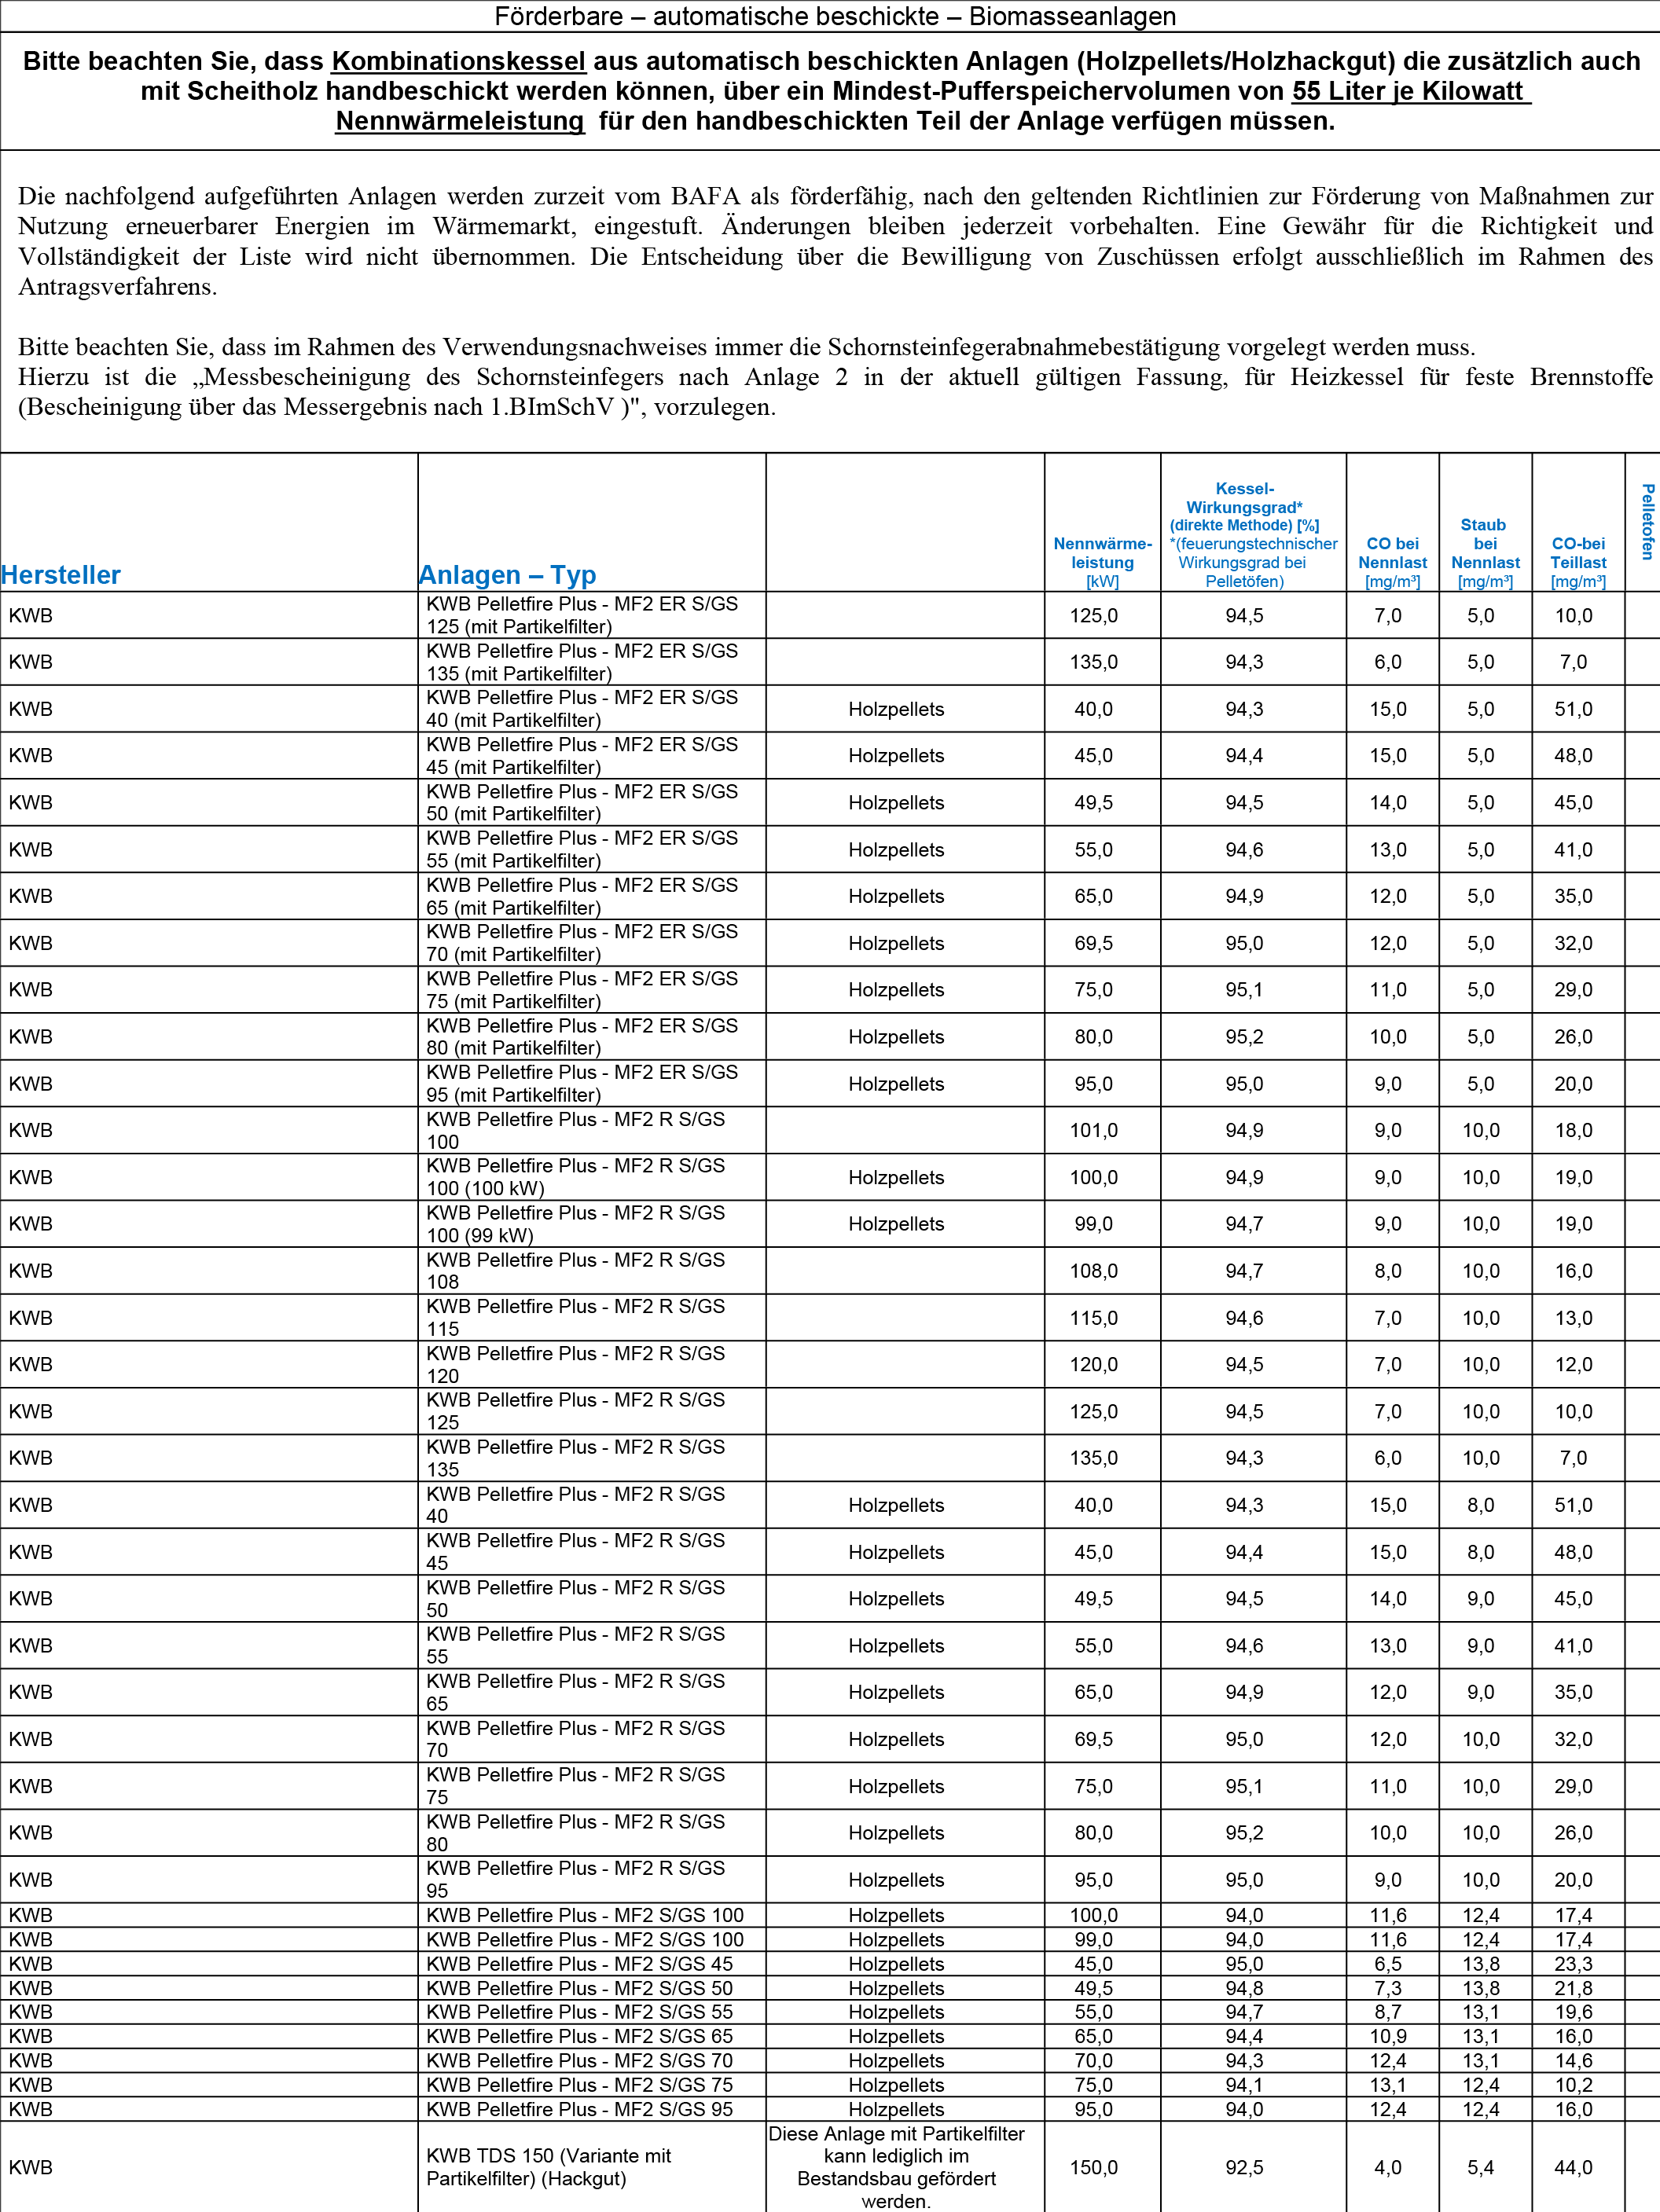 Förderbare – automatische beschickte – Biomasseanlagen
Bitte beachten Sie, dass Kombinationskessel aus automatisch beschickten Anlagen (Holzpellets/Holzhackgut) die zusätzlich auch
mit Scheitholz handbeschickt werden können, über ein Mindest-Pufferspeichervolumen von 55 Liter je Kilowatt
Nennwärmeleistung für den handbeschickten Teil der Anlage verfügen müssen.
Die nachfolgend aufgeführten Anlagen werden zurzeit vom BAFA als förderfähig, nach den geltenden Richtlinien zur Förderung von Maßnahmen zur
Nutzung erneuerbarer Energien im Wärmemarkt, eingestuft. Änderungen bleiben jederzeit vorbehalten. Eine Gewähr für die Richtigkeit und
Vollständigkeit der Liste wird nicht übernommen. Die Entscheidung über die Bewilligung von Zuschüssen erfolgt ausschließlich im Rahmen des
Antragsverfahrens.
Bitte beachten Sie, dass im Rahmen des Verwendungsnachweises immer die Schornsteinfegerabnahmebestätigung vorgelegt werden muss.
Hierzu ist die „Messbescheinigung des Schornsteinfegers nach Anlage 2 in der aktuell gültigen Fassung, für Heizkessel für feste Brennstoffe
(Bescheinigung über das Messergebnis nach 1.BImSchV )", vorzulegen.
Hersteller
Anlagen – Typ
Nennwärme-
leistung
[kW]
Kessel-
Wirkungsgrad*
(direkte Methode) [%]
*(feuerungstechnischer
Wirkungsgrad bei
Pelletöfen)
CO bei
Nennlast
[mg/m³]
Staub
bei
Nennlast
[mg/m³]
CO-bei
Teillast
[mg/m³]
Pelletofen
KWB KWB Pelletfire Plus - MF2 ER S/GS
125 (mit Partikelfilter) 125,0 94,5 7,0 5,0 10,0
KWB KWB Pelletfire Plus - MF2 ER S/GS
135 (mit Partikelfilter) 135,0 94,3 6,0 5,0 7,0
KWB KWB Pelletfire Plus - MF2 ER S/GS
40 (mit Partikelfilter) Holzpellets 40,0 94,3 15,0 5,0 51,0
KWB KWB Pelletfire Plus - MF2 ER S/GS
45 (mit Partikelfilter) Holzpellets 45,0 94,4 15,0 5,0 48,0
KWB KWB Pelletfire Plus - MF2 ER S/GS
50 (mit Partikelfilter) Holzpellets 49,5 94,5 14,0 5,0 45,0
KWB KWB Pelletfire Plus - MF2 ER S/GS
55 (mit Partikelfilter) Holzpellets 55,0 94,6 13,0 5,0 41,0
KWB KWB Pelletfire Plus - MF2 ER S/GS
65 (mit Partikelfilter) Holzpellets 65,0 94,9 12,0 5,0 35,0
KWB KWB Pelletfire Plus - MF2 ER S/GS
70 (mit Partikelfilter) Holzpellets 69,5 95,0 12,0 5,0 32,0
KWB KWB Pelletfire Plus - MF2 ER S/GS
75 (mit Partikelfilter) Holzpellets 75,0 95,1 11,0 5,0 29,0
KWB KWB Pelletfire Plus - MF2 ER S/GS
80 (mit Partikelfilter) Holzpellets 80,0 95,2 10,0 5,0 26,0
KWB KWB Pelletfire Plus - MF2 ER S/GS
95 (mit Partikelfilter) Holzpellets 95,0 95,0 9,0 5,0 20,0
KWB KWB Pelletfire Plus - MF2 R S/GS
100 101,0 94,9 9,0 10,0 18,0
KWB KWB Pelletfire Plus - MF2 R S/GS
100 (100 kW) Holzpellets 100,0 94,9 9,0 10,0 19,0
KWB KWB Pelletfire Plus - MF2 R S/GS
100 (99 kW) Holzpellets 99,0 94,7 9,0 10,0 19,0
KWB KWB Pelletfire Plus - MF2 R S/GS
108 108,0 94,7 8,0 10,0 16,0
KWB KWB Pelletfire Plus - MF2 R S/GS
115 115,0 94,6 7,0 10,0 13,0
KWB KWB Pelletfire Plus - MF2 R S/GS
120 120,0 94,5 7,0 10,0 12,0
KWB KWB Pelletfire Plus - MF2 R S/GS
125 125,0 94,5 7,0 10,0 10,0
KWB KWB Pelletfire Plus - MF2 R S/GS
135 135,0 94,3 6,0 10,0 7,0
KWB KWB Pelletfire Plus - MF2 R S/GS
40 Holzpellets 40,0 94,3 15,0 8,0 51,0
KWB KWB Pelletfire Plus - MF2 R S/GS
45 Holzpellets 45,0 94,4 15,0 8,0 48,0
KWB KWB Pelletfire Plus - MF2 R S/GS
50 Holzpellets 49,5 94,5 14,0 9,0 45,0
KWB KWB Pelletfire Plus - MF2 R S/GS
55 Holzpellets 55,0 94,6 13,0 9,0 41,0
KWB KWB Pelletfire Plus - MF2 R S/GS
65 Holzpellets 65,0 94,9 12,0 9,0 35,0
KWB KWB Pelletfire Plus - MF2 R S/GS
70 Holzpellets 69,5 95,0 12,0 10,0 32,0
KWB KWB Pelletfire Plus - MF2 R S/GS
75 Holzpellets 75,0 95,1 11,0 10,0 29,0
KWB KWB Pelletfire Plus - MF2 R S/GS
80 Holzpellets 80,0 95,2 10,0 10,0 26,0
KWB KWB Pelletfire Plus - MF2 R S/GS
95 Holzpellets 95,0 95,0 9,0 10,0 20,0
KWB KWB Pelletfire Plus - MF2 S/GS 100 Holzpellets 100,0 94,0 11,6 12,4 17,4
KWB KWB Pelletfire Plus - MF2 S/GS 100 Holzpellets 99,0 94,0 11,6 12,4 17,4
KWB KWB Pelletfire Plus - MF2 S/GS 45 Holzpellets 45,0 95,0 6,5 13,8 23,3
KWB KWB Pelletfire Plus - MF2 S/GS 50 Holzpellets 49,5 94,8 7,3 13,8 21,8
KWB KWB Pelletfire Plus - MF2 S/GS 55 Holzpellets 55,0 94,7 8,7 13,1 19,6
KWB KWB Pelletfire Plus - MF2 S/GS 65 Holzpellets 65,0 94,4 10,9 13,1 16,0
KWB KWB Pelletfire Plus - MF2 S/GS 70 Holzpellets 70,0 94,3 12,4 13,1 14,6
KWB KWB Pelletfire Plus - MF2 S/GS 75 Holzpellets 75,0 94,1 13,1 12,4 10,2
KWB KWB Pelletfire Plus - MF2 S/GS 95 Holzpellets 95,0 94,0 12,4 12,4 16,0
KWB KWB TDS 150 (Variante mit
Partikelfilter) (Hackgut) Diese Anlage mit Partikelfilter
kann lediglich im
Bestandsbau gefördert
werden. 150,0 92,5 4,0 5,4 44,0